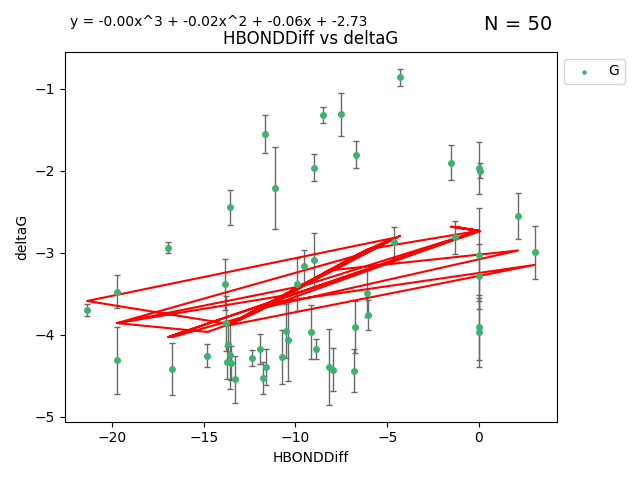 y = -0.00x^3 + -0.02x^2 + -0.06x + -2.73
N = 50
HBONDDiff vs deltaG
G
deltaG
−1
−2
−3
−4
−5
−20
−15
−10
−5
0
HBONDDiff